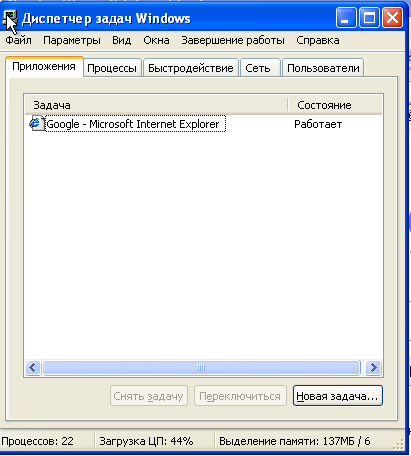 Диспетчер задач Windows
Файл Параметры Вид Окна Завершение работы Справка
Приложения Процессы Быстродействие Сеть Пользователи
Задача Состояние
Google - Microsoft Internet Explorer Работает
Снять задачу Переключиться Новая задача...
Процессов: 22 Загрузка ЦП: 44% Выделение памяти: 137МБ / 6